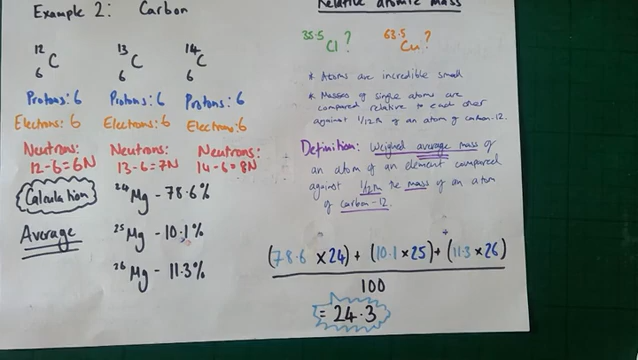 Example 2: Carbon
12 6 C 13 6 C 14 6 C
Protons: 6 Protons: 6 Protons: 6
Electrons: 6 Electrons: 6 Electrons: 6
Neutrons: Neutrons: Neutrons:
12-6=6N 13-6=7N 14-6=8N
Calculation
Average
24Mg - 78.6%
25Mg - 10.1%
26Mg - 11.3%
Relative atomic mass
35.5 Cl? 63.5 Cu?
* Atoms are incredible small
* Masses of single atoms are
compared relative to each other
against 1/12th of an atom of carbon-12.
Definition: Weighed average mass of
an atom of an element compared
against 1/12th the mass of an atom
of carbon-12.
(78.6 x 24) + (10.1 x 25) + (11.3 x 26)
100
= 24.3